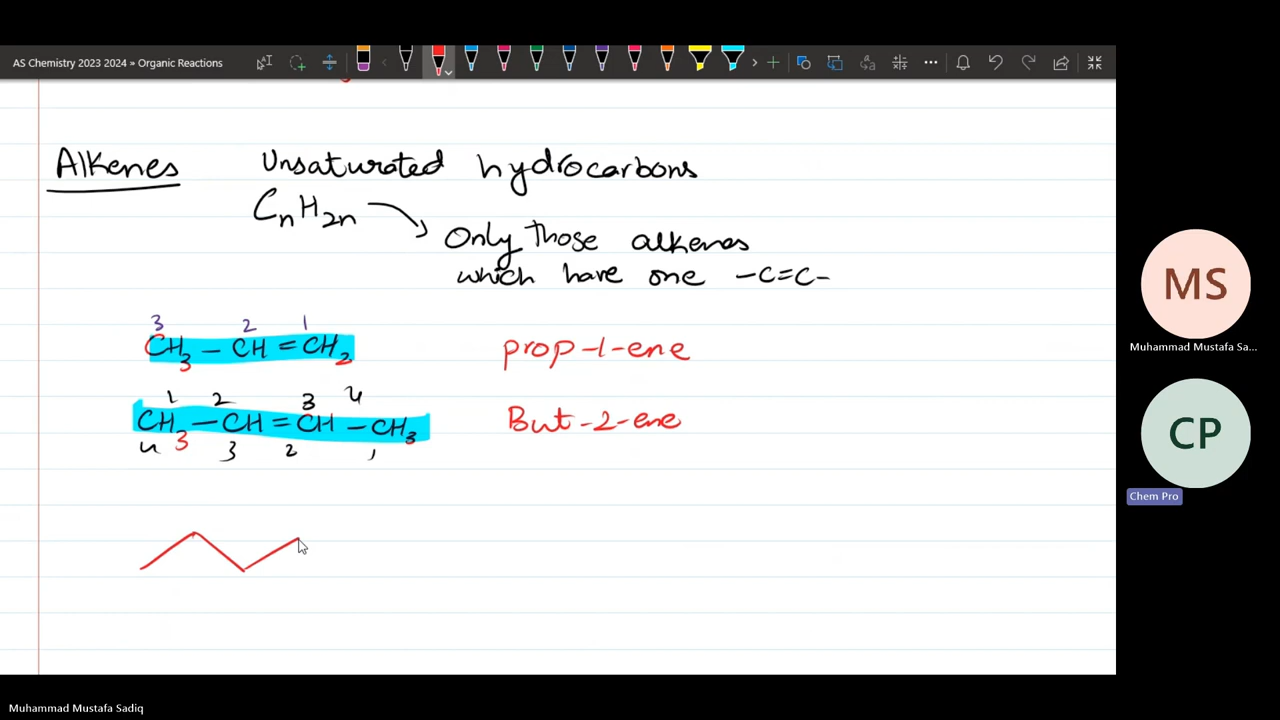 AS Chemistry 2023 2024 » Organic Reactions
Alkenes Unsaturated hydrocarbons
CnH2n
Only those alkenes
which have one -C=C-
3 2 1
CH3 - CH = CH2 prop-1-ene
1 2 3 4
CH3 - CH = CH - CH3 But-2-ene
4 3 2 1
MS
Muhammad Mustafa Sa...
CP
Chem Pro
Muhammad Mustafa Sadiq